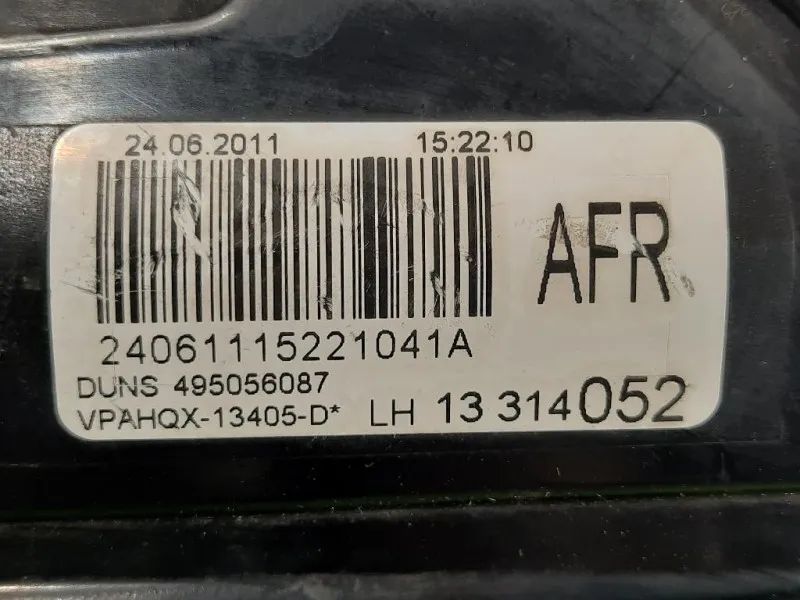 24.06.2011 15:22:10
AFR
24061115221041A
DUNS 495056087
VPAHQX-13405-D* LH 13 314052